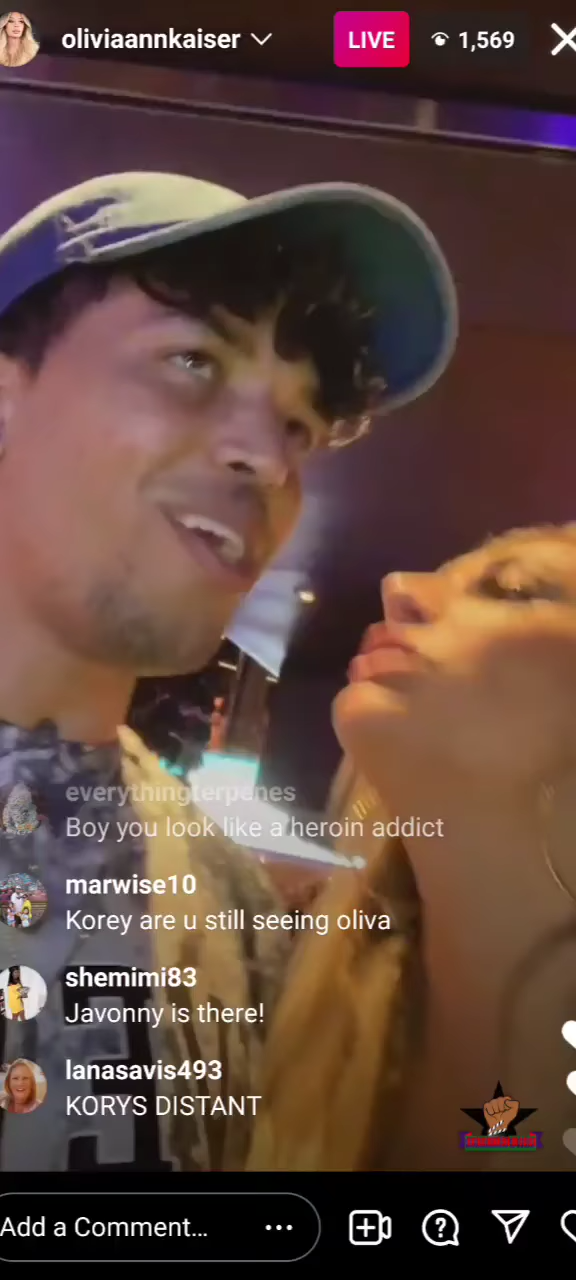 oliviaannkaiser
LIVE
1,569
everythingterpenes
Boy you look like a heroin addict
marwise10
Korey are u still seeing oliva
shemimi83
Javonny is there!
lanasavis493
KORYS DISTANT
Add a Comment...